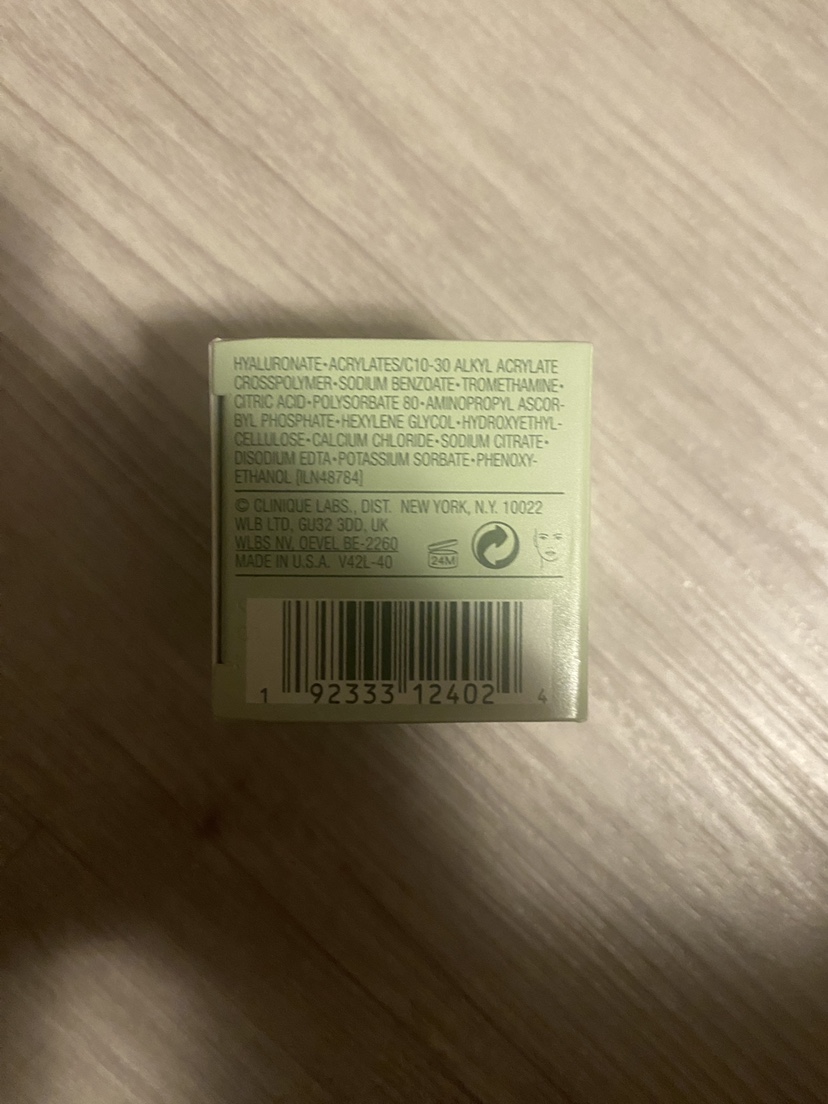 HYALURONATE•ACRYLATES/C10-30 ALKYL ACRYLATE
CROSSPOLYMER•SODIUM BENZOATE•TROMETHAMINE•
CITRIC ACID•POLYSORBATE 80•AMINOPROPYL ASCOR-
BYL PHOSPHATE•HEXYLENE GLYCOL•HYDROXYETHYL-
CELLULOSE•CALCIUM CHLORIDE•SODIUM CITRATE•
DISODIUM EDTA•POTASSIUM SORBATE•PHENOXY-
ETHANOL [ILN48784]
© CLINIQUE LABS., DIST. NEW YORK, N.Y. 10022
WLB LTD, GU32 3DD, UK
WLBS NV, OEVEL BE-2260
MADE IN U.S.A. V42L-40
24M
1 92333 12402 4